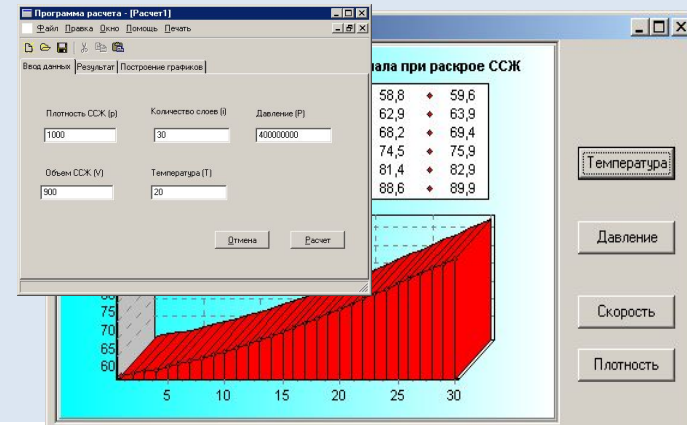 Программа расчета - [Расчет1]
Файл Правка Окно Помощь Печать
Ввод данных Результат Построение графиков
Плотность ССЖ (p) Количество слоев (i) Давление (P)
1000 30 400000000
Объем ССЖ (V) Температура (T)
900 20
Отмена Расчет
при раскрое ССЖ
58,8 59,6
62,9 63,9
68,2 69,4
74,5 75,9
81,4 82,9
88,6 89,9
75
70
65
60
5 10 15 20 25 30
Температура
Давление
Скорость
Плотность